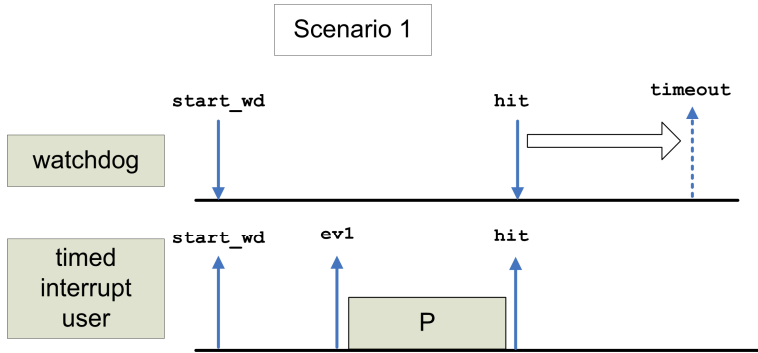 Scenario 1
timeout
start_wd
hit
watchdog
start_wd
ev1
hit
timed
interrupt
user
P